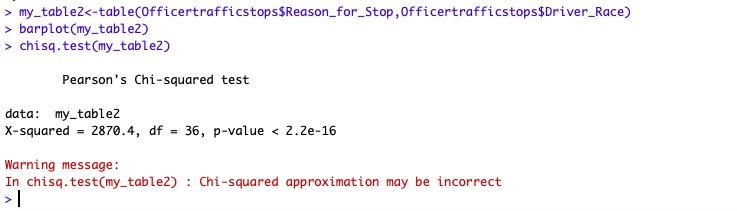 > my_table2<-table(Officertrafficstops$Reason_for_Stop,Officertrafficstops$Driver_Race)
> barplot(my_table2)
> chisq.test(my_table2)
Pearson's Chi-squared test
data:  my_table2
X-squared = 2870.4, df = 36, p-value < 2.2e-16
Warning message:
In chisq.test(my_table2) : Chi-squared approximation may be incorrect
>